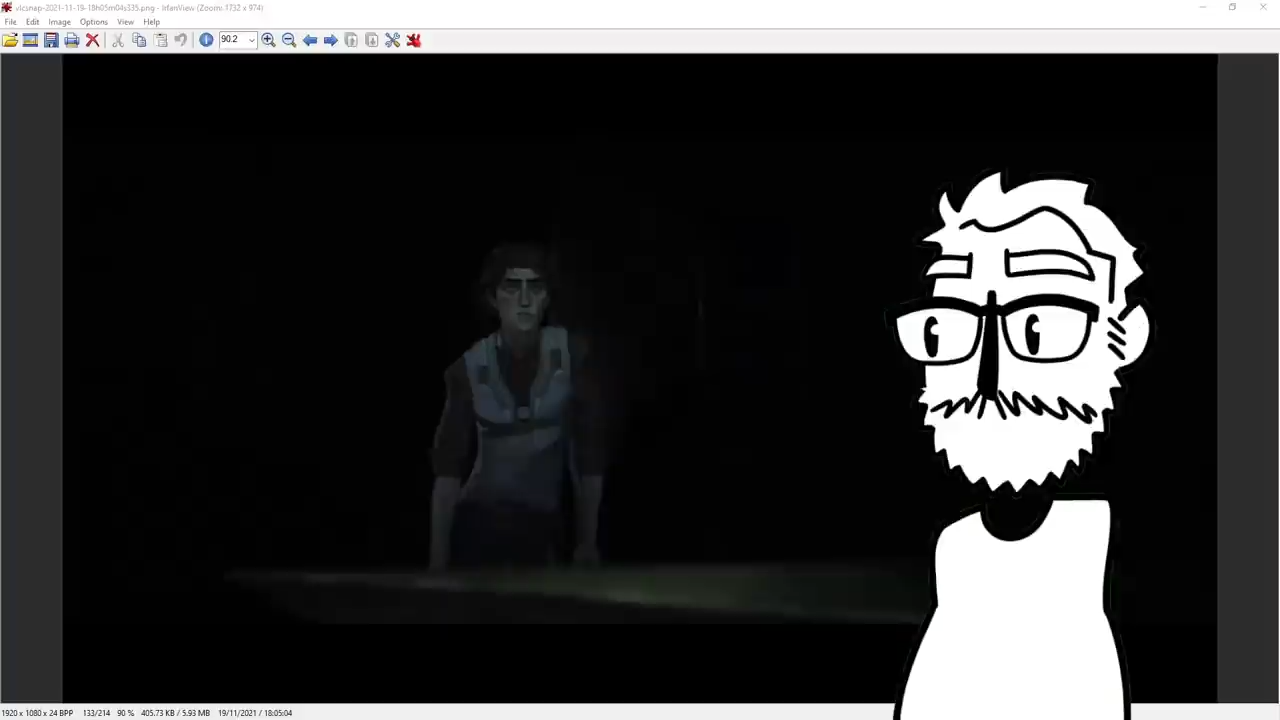 vlcsnap-2021-11-19-18h05m04s335.png - IrfanView (Zoom: 1732 x 974)
File Edit Image Options View Help
90.2
1920 x 1080 x 24 BPP 133/214 90 % 405.73 KB / 5.93 MB 19/11/2021 / 18:05:04